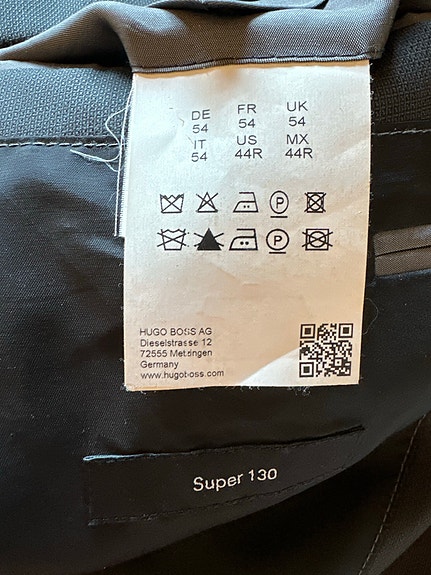 DE FR UK
54 54 54
IT US MX
54 44R 44R
P
P
HUGO BOSS AG
Dieselstrasse 12
72555 Metzingen
Germany
www.hugoboss.com
Super 130